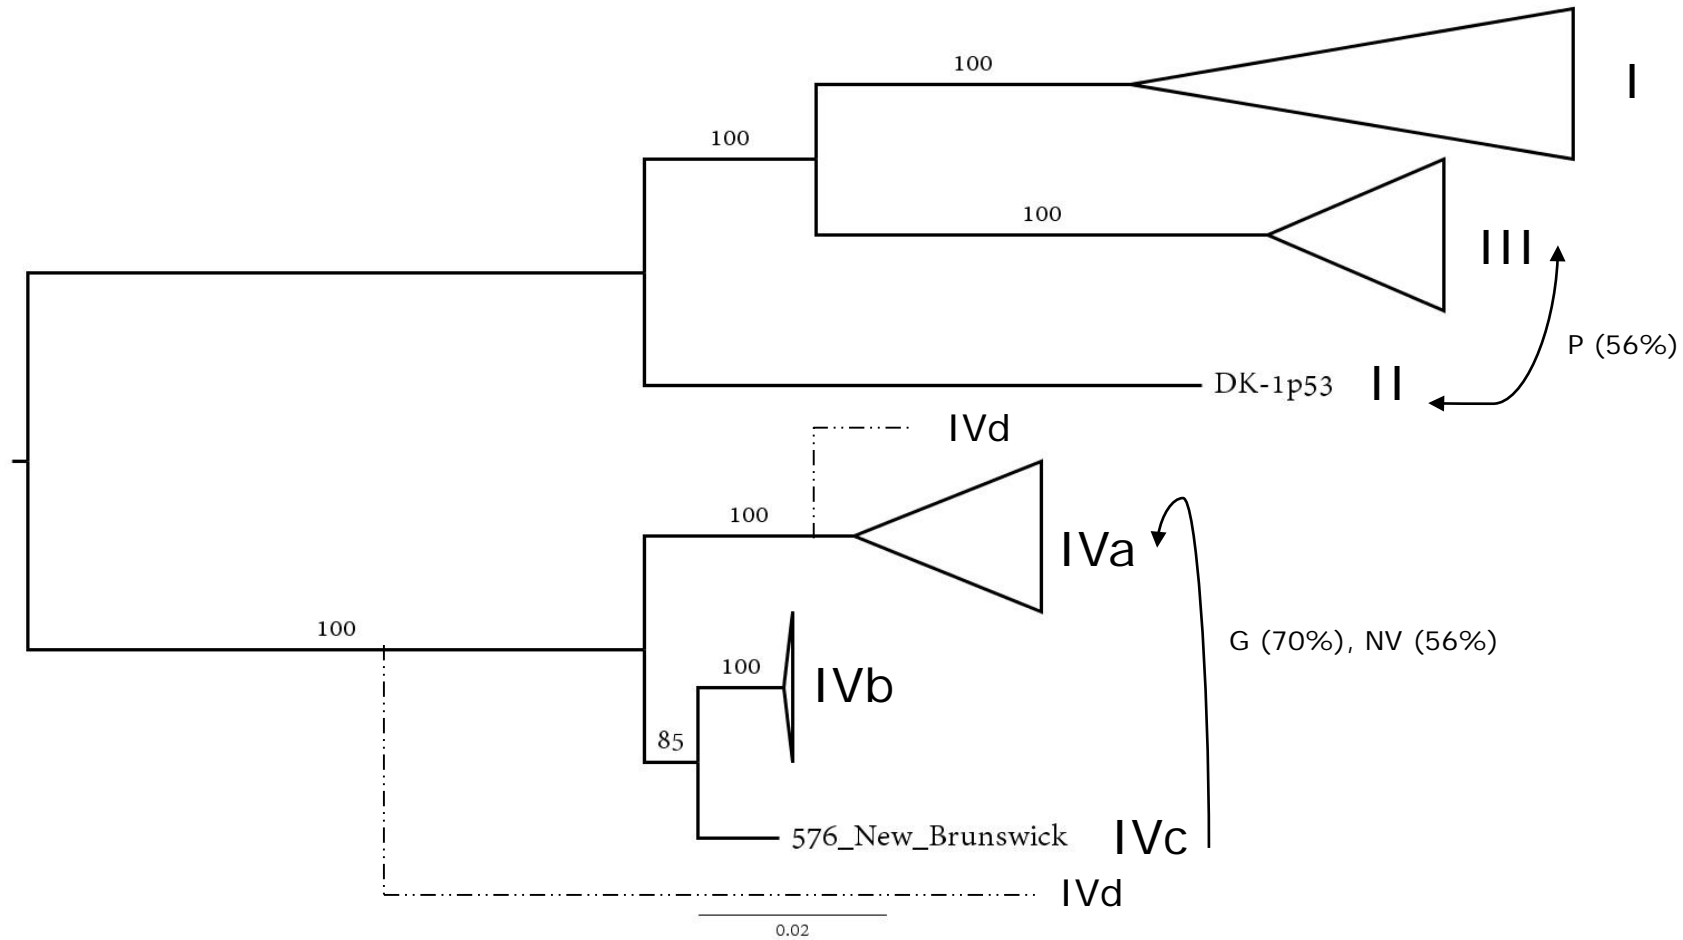 100
I
100
100
III
P (56%)
DK-1p53
II
IVd
100
IVa
100
G (70%), NV (56%)
100
IVb
85
576_New_Brunswick
IVc
IVd
0.02